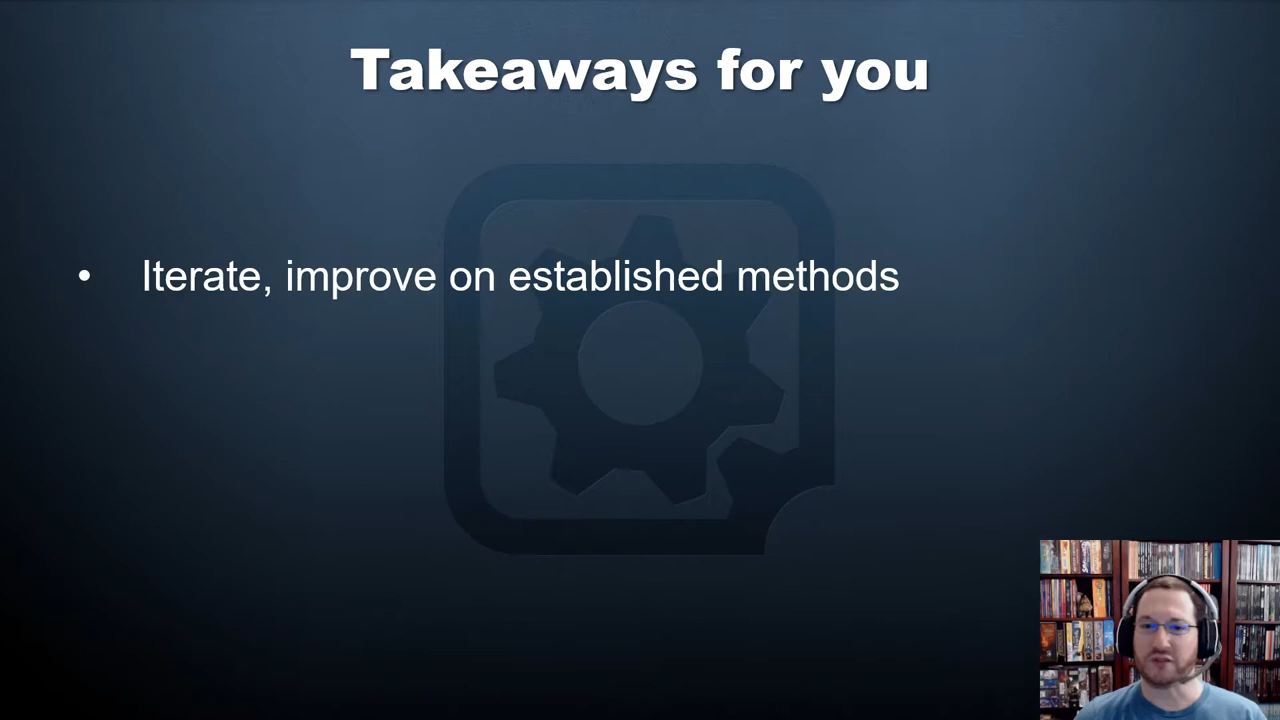 Takeaways for you
• Iterate, improve on established methods